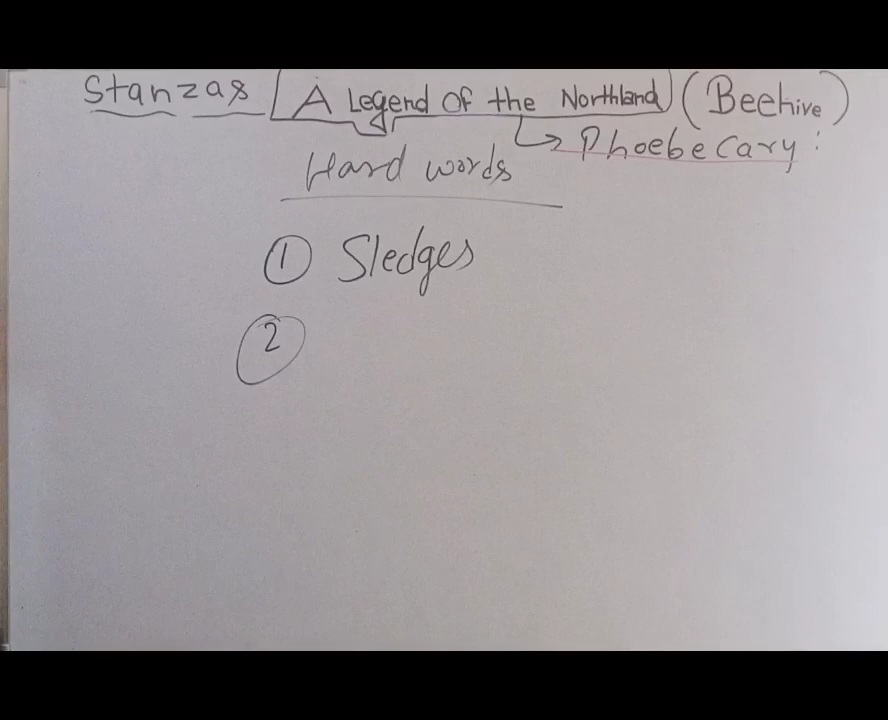 Stanzas A Legend Of the Northland (Beehive)
Phoebe Cary:
Hard words
1 Sledges
2